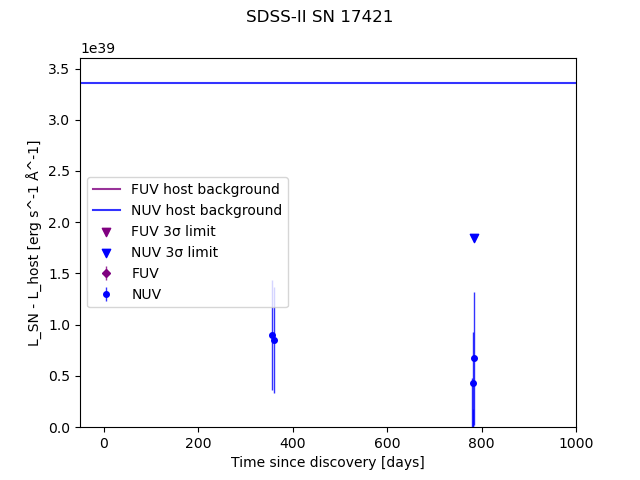 SDSS-II SN 17421
1e39
L_SN - L_host [erg s^-1 Å^-1]
3.5
3.0
2.5
2.0
1.5
1.0
0.5
0.0
FUV host background
NUV host background
FUV 3σ limit
NUV 3σ limit
FUV
NUV
0 200 400 600 800 1000
Time since discovery [days]